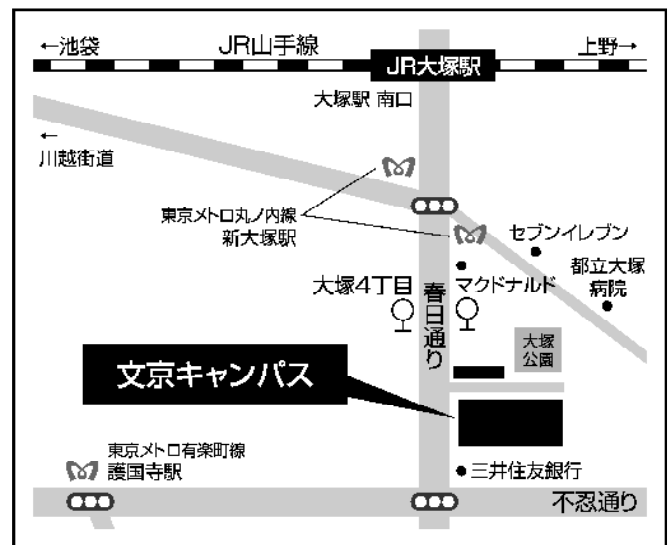 ←池袋
JR山手線
上野→
JR大塚駅
大塚駅 南口
←
川越街道
東京メトロ丸ノ内線
新大塚駅
セブンイレブン
都立大塚
病院
マクドナルド
大塚4丁目
春日通り
大塚
公園
文京キャンパス
東京メトロ有楽町線
護国寺駅
三井住友銀行
不忍通り